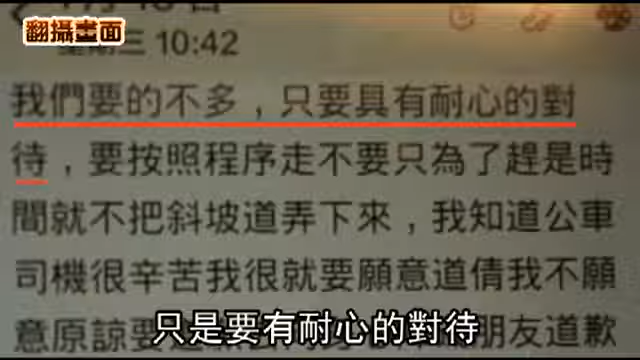 翻攝畫面
星期三 10:42
我們要的不多，只要具有耐心的對
待，要按照程序走不要只為了趕是時
間就不把斜坡道弄下來，我知道公車
司機很辛苦我很就要願意道倩我不願
意原諒要
朋友道歉
只是要有耐心的對待